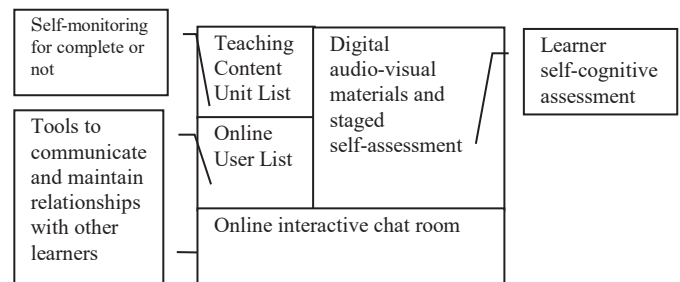 Self-monitoring
for complete or
not
Teaching
Content
Unit List
Digital
audio-visual
materials and
staged
self-assessment
Learner
self-cognitive
assessment
Tools to
communicate
and maintain
relationships
with other
learners
Online
User List
Online interactive chat room